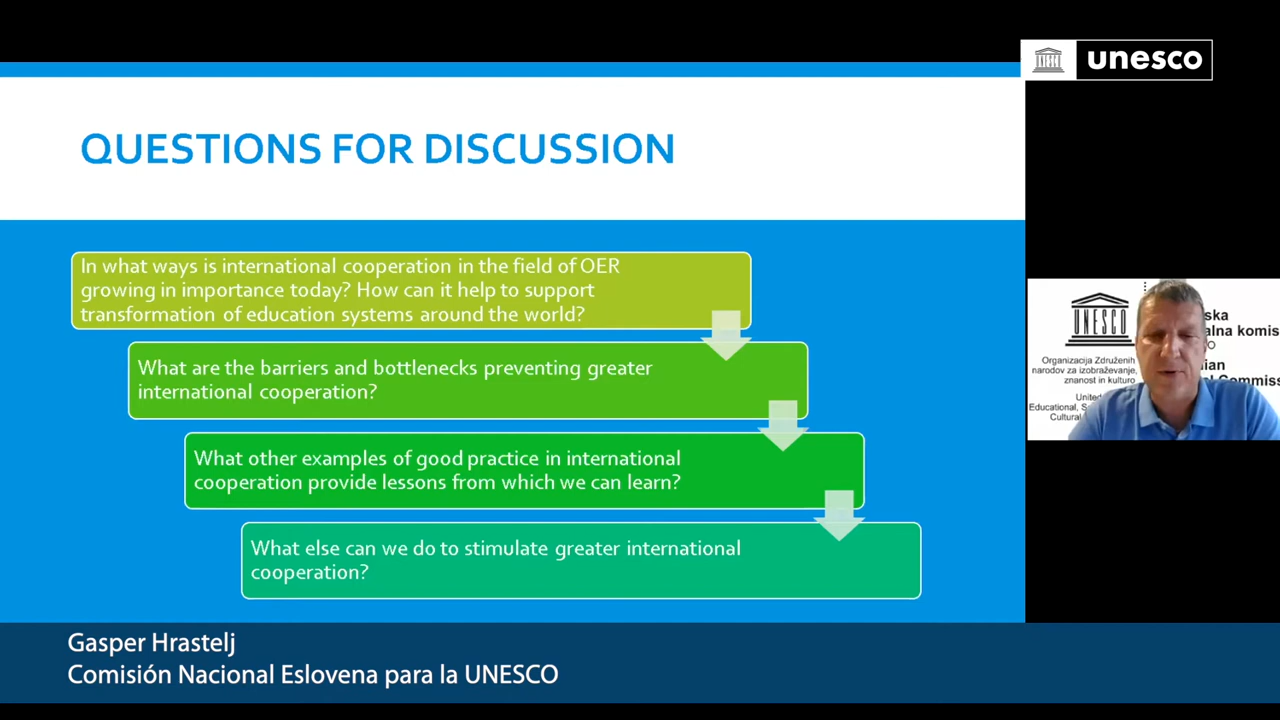 unesco
QUESTIONS FOR DISCUSSION
In what ways is international cooperation in the field of OER
growing in importance today? How can it help to support
transformation of education systems around the world?
What are the barriers and bottlenecks preventing greater
international cooperation?
What other examples of good practice in international
cooperation provide lessons from which we can learn?
What else can we do to stimulate greater international
cooperation?
UNESCO
Organizacija Združenih
narodov za izobraževanje,
znanost in kulturo
Cultural
Gasper Hrastelj
Comisión Nacional Eslovena para la UNESCO